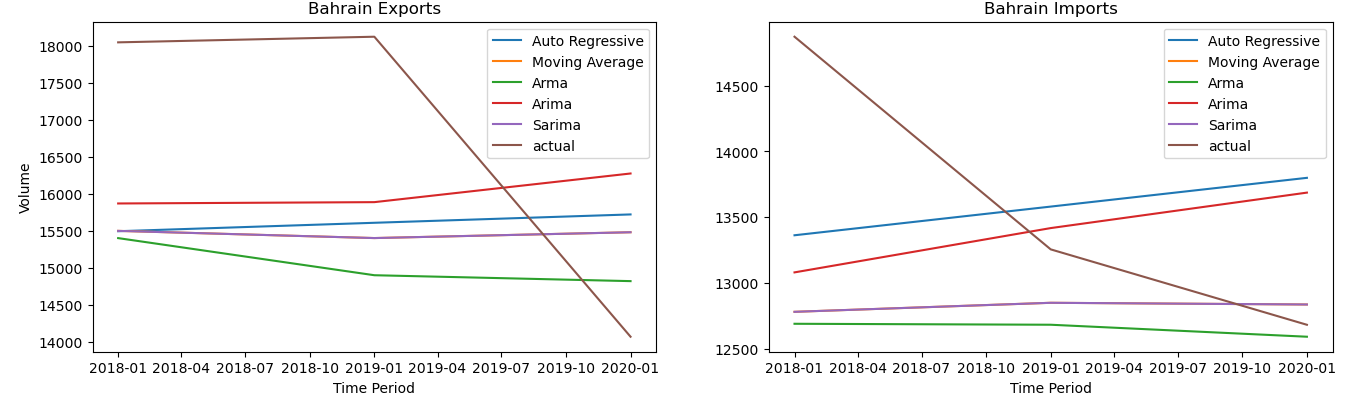 Bahrain Exports
18000
17500
17000
16500
16000
15500
15000
14500
14000
Volume
2018-01 2018-04 2018-07 2018-10 2019-01 2019-04 2019-07 2019-10 2020-01
Time Period
Auto Regressive
Moving Average
Arma
Arima
Sarima
actual
Bahrain Imports
14500
14000
13500
13000
12500
2018-01 2018-04 2018-07 2018-10 2019-01 2019-04 2019-07 2019-10 2020-01
Time Period
Auto Regressive
Moving Average
Arma
Arima
Sarima
actual